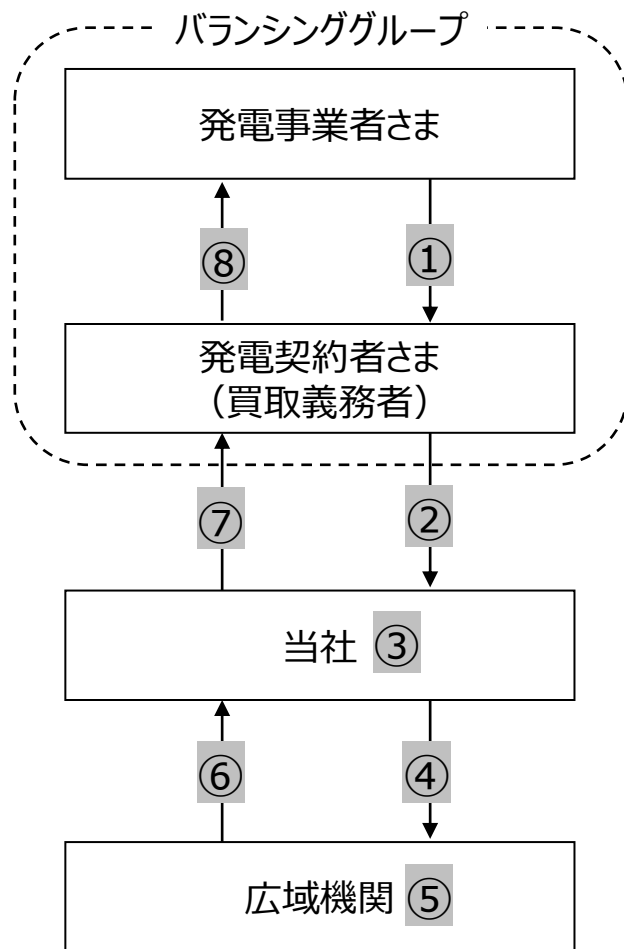 バランシンググループ
発電事業者さま
⑧
①
発電契約者さま
（買取義務者）
⑦
②
当社 ③
⑥
④
広域機関 ⑤